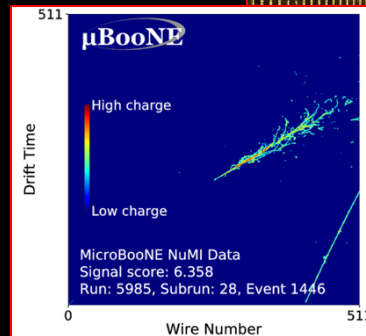 511
μBooNE
High charge
Drift Time
Low charge
MicroBooNE NuMI Data
Signal score: 6.358
Run: 5985, Subrun: 28, Event 1446
0
511
Wire Number